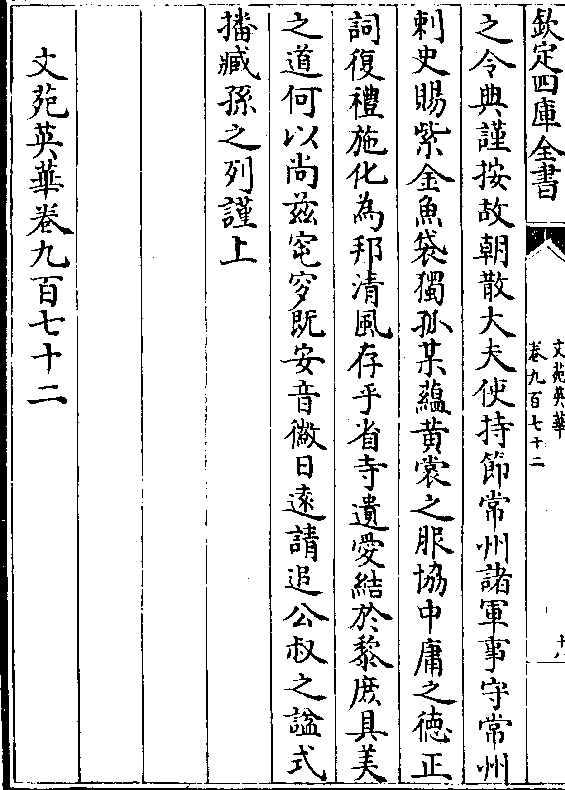 欽定四庫全書
文苑英華
卷九百七十二
十八
之令典謹按故朝散大夫使持節常州諸軍事守常州
刺史賜紫金魚袋獨孤某蘊黄裳之服協中庸之徳正
詞復禮施化為邦清風存乎省寺遺愛結於黎庶具美
之道何以尚兹窀穸既安音徽日逺請追公叔之諡式
播臧孫之列謹上
文苑英華卷九百七十二